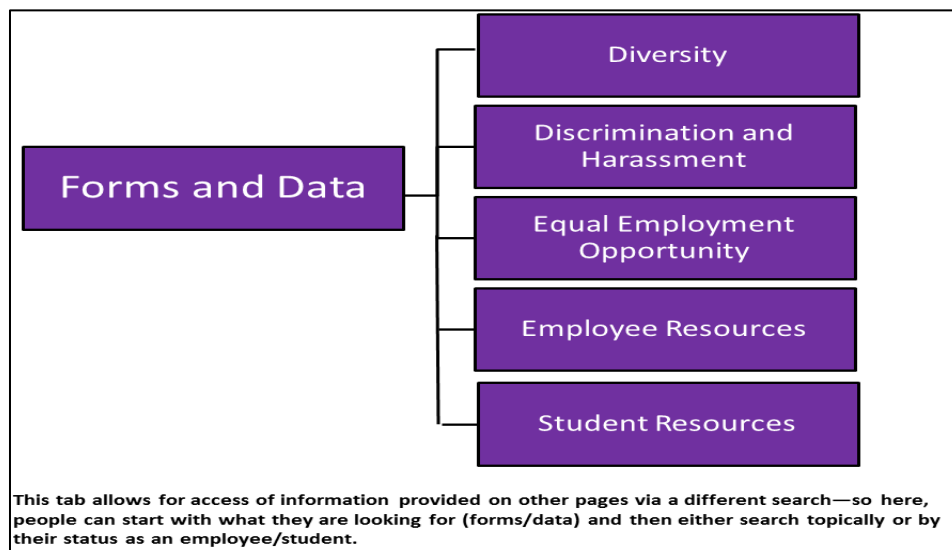 Forms and Data
Diversity
Discrimination and
Harassment
Equal Employment
Opportunity
Employee Resources
Student Resources
This tab allows for access of information provided on other pages via a different search—so here,
people can start with what they are looking for (forms/data) and then either search topically or by
their status as an employee/student.